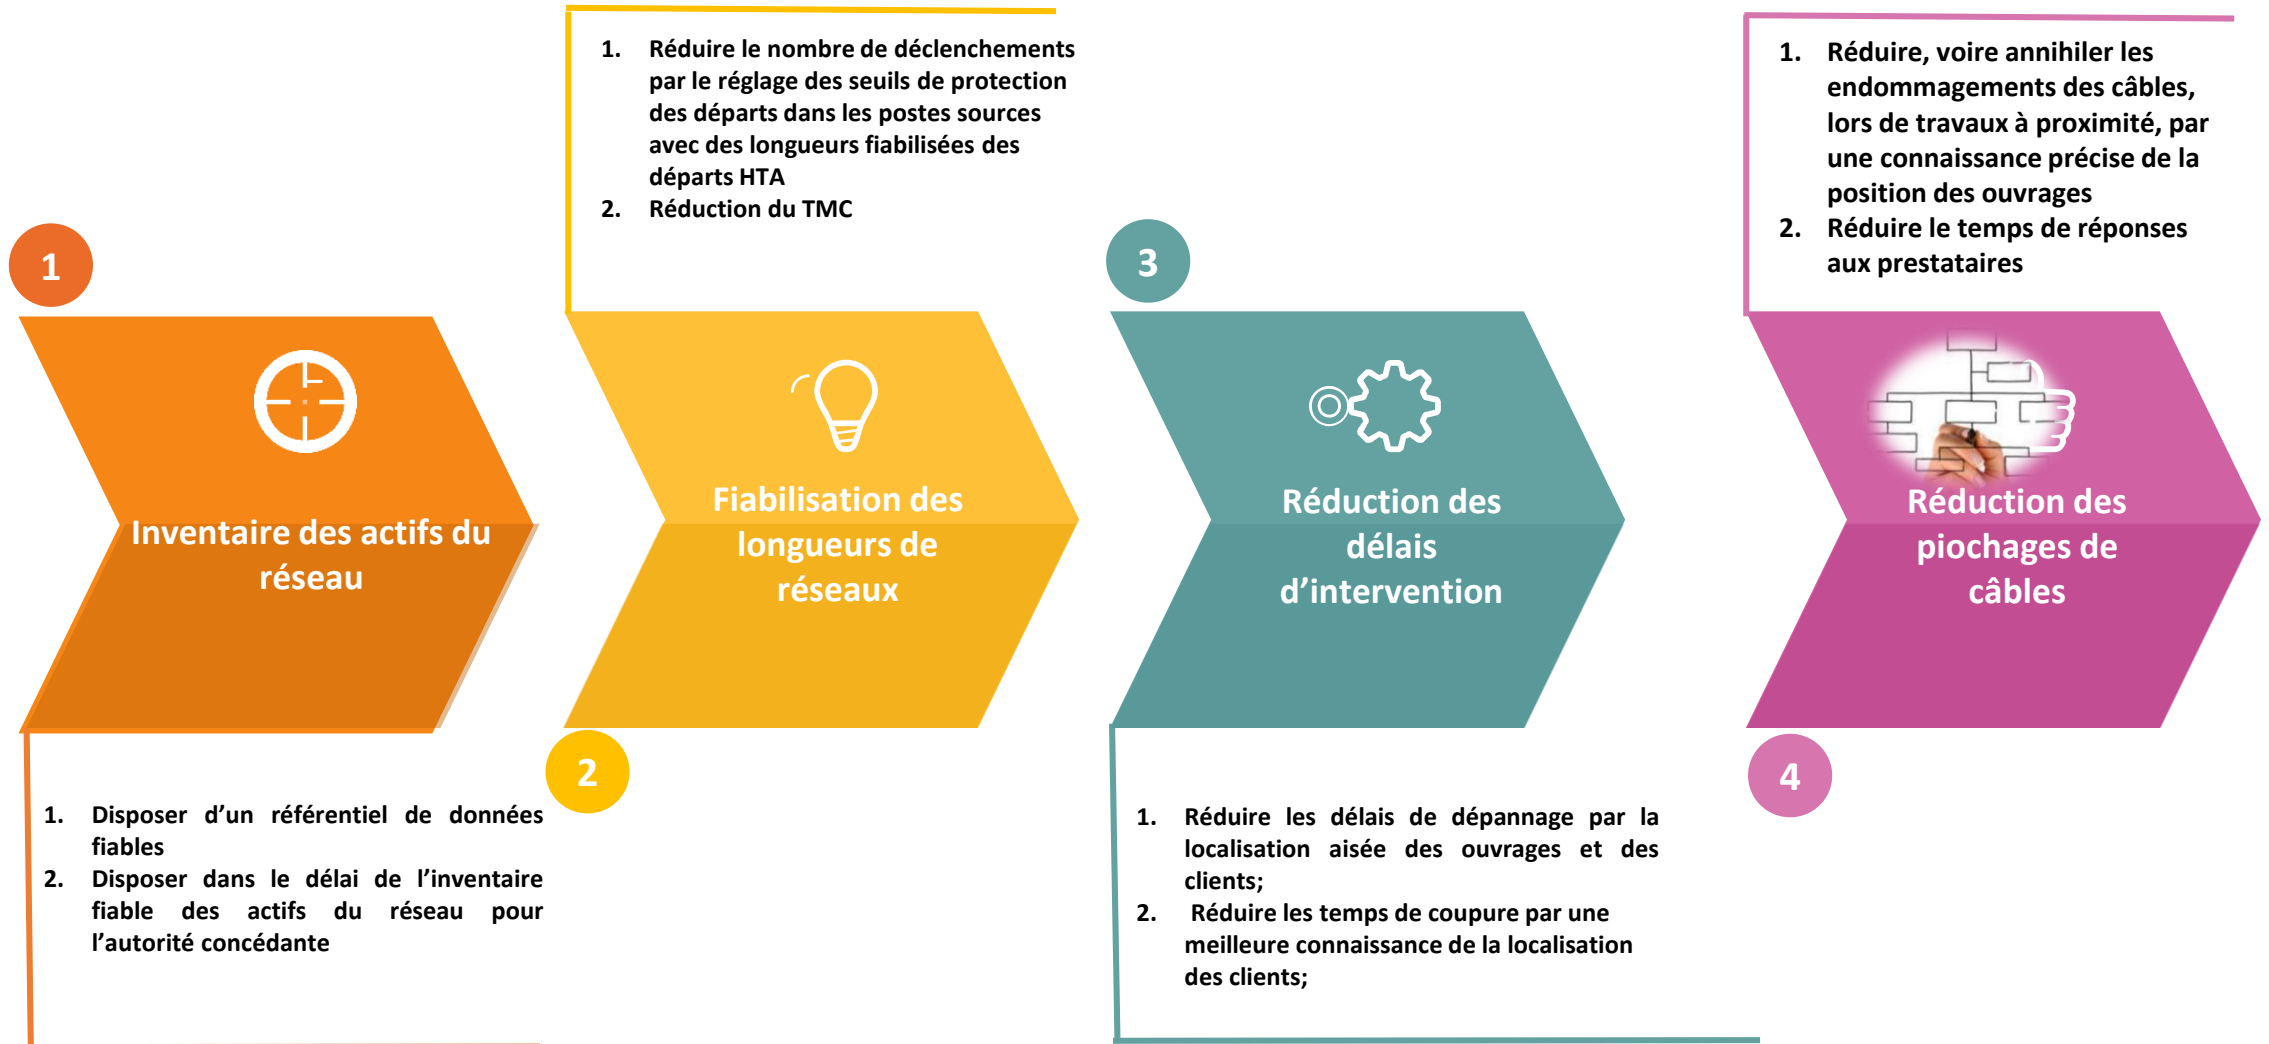 1
Inventaire des actifs du
réseau
1. Disposer d'un référentiel de données
fiables
2. Disposer dans le délai de l'inventaire
fiable des actifs du réseau pour
l'autorité concédante
1. Réduire le nombre de déclenchements
par le réglage des seuils de protection
des départs dans les postes sources
avec des longueurs fiabilisées des
départs HTA
2. Réduction du TMC
Fiabilisation des
longueurs de
réseaux
2
3
Réduction des
délais
d'intervention
1. Réduire les délais de dépannage par la
localisation aisée des ouvrages et des
clients;
2. Réduire les temps de coupure par une
meilleure connaissance de la localisation
des clients;
1. Réduire, voire annihiler les
endommagements des câbles,
lors de travaux à proximité, par
une connaissance précise de la
position des ouvrages
2. Réduire le temps de réponses
aux prestataires
Réduction des
piochages de
câbles
4